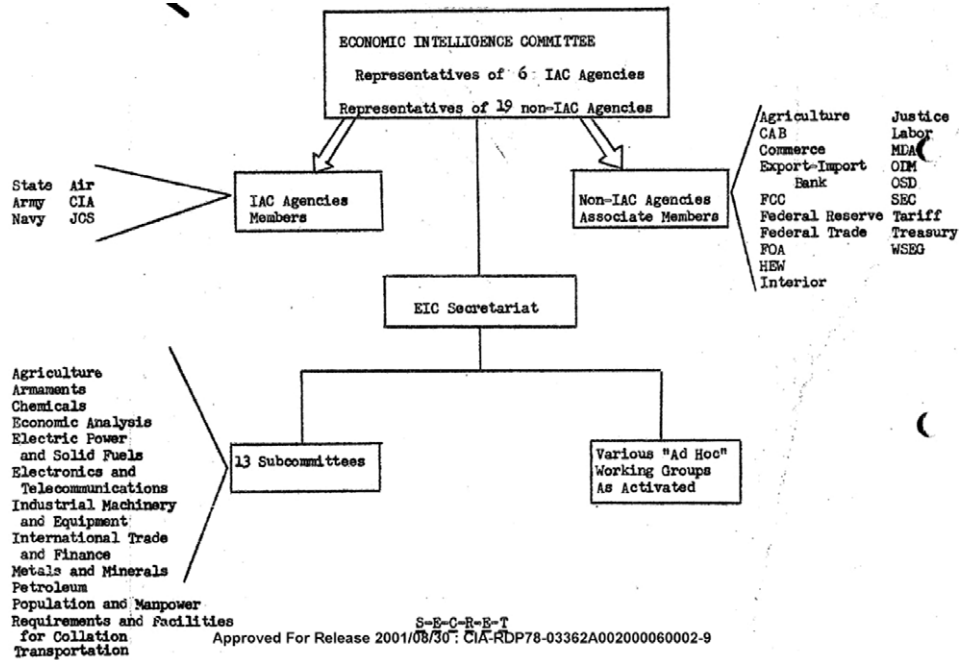 ECONOMIC INTELLIGENCE COMMITTEE
Representatives of 6 IAC Agencies
Representatives of 19 non-IAC Agencies
State Air
Army CIA
Navy JCS
IAC Agencies
Members
Non-IAC Agencies
Associate Members
Agriculture Justice
CAB Labor
Commerce MDA
Export-Import ODM
Bank OSD
FCC SEC
Federal Reserve Tariff
Federal Trade Treasury
FOA WSEG
HEW
Interior
EIC Secretariat
Agriculture
Armaments
Chemicals
Economic Analysis
Electric Power
and Solid Fuels
Electronics and
Telecommunications
Industrial Machinery
and Equipment
International Trade
and Finance
Metals and Minerals
Petroleum
Population and Manpower
Requirements and Facilities
for Collation
Transportation
13 Subcommittees
Various "Ad Hoc"
Working Groups
As Activated
S-E-C-R-E-T
Approved For Release 2001/08/30 : CIA-RDP78-03362A002000060002-9